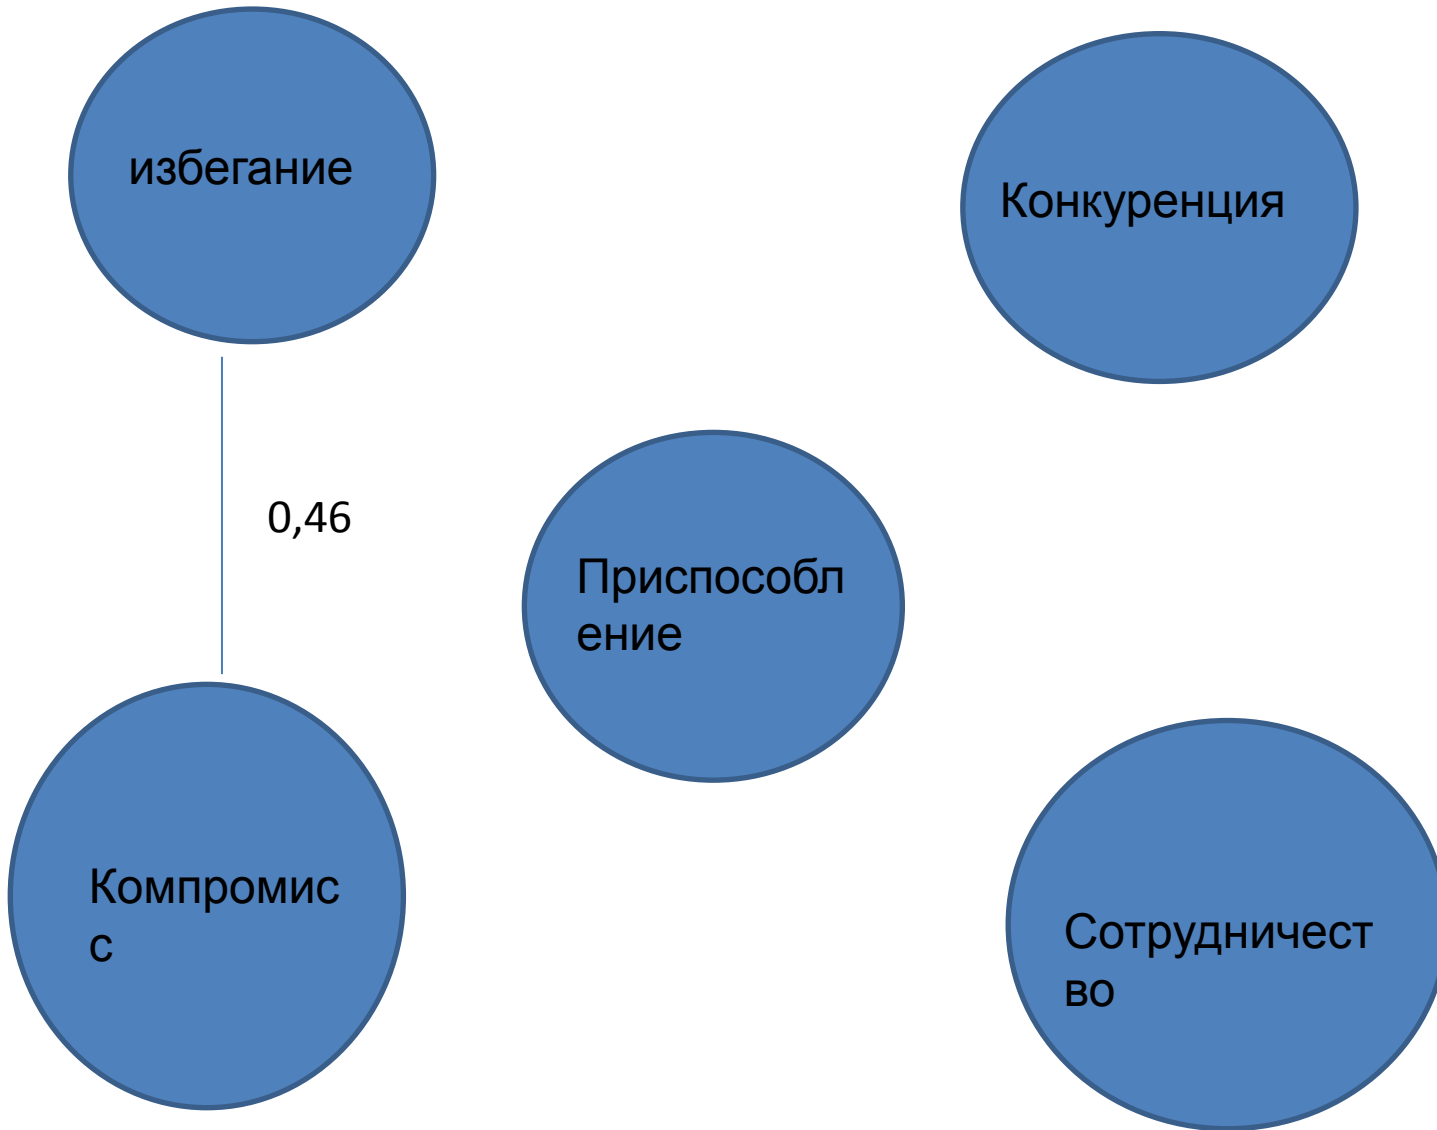 избегание
Конкуренция
0,46
Приспособл
ение
Компромис
с
Сотрудничест
во